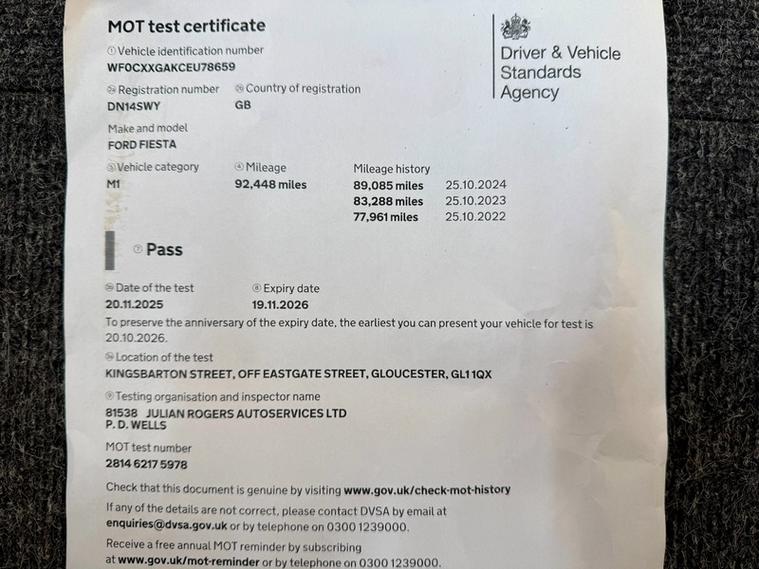 MOT test certificate
① Vehicle identification number
WF0CXXGAKCEU78659
Driver & Vehicle
Standards
Agency
Registration number Country of registration
DN14SWY GB
Make and model
FORD FIESTA
Vehicle category ④ Mileage Mileage history
M1 92,448 miles 89,085 miles 25.10.2024
83,288 miles 25.10.2023
77,961 miles 25.10.2022
⑦ Pass
Date of the test ⑧ Expiry date
20.11.2025 19.11.2026
To preserve the anniversary of the expiry date, the earliest you can present your vehicle for test is
20.10.2026.
Location of the test
KINGSBARTON STREET, OFF EASTGATE STREET, GLOUCESTER, GL1 1QX
⑨ Testing organisation and inspector name
81538 JULIAN ROGERS AUTOSERVICES LTD
P. D. WELLS
MOT test number
2814 6217 5978
Check that this document is genuine by visiting www.gov.uk/check-mot-history
If any of the details are not correct, please contact DVSA by email at
enquiries@dvsa.gov.uk or by telephone on 0300 1239000.
Receive a free annual MOT reminder by subscribing
at www.gov.uk/mot-reminder or by telephone on 0300 1239000.